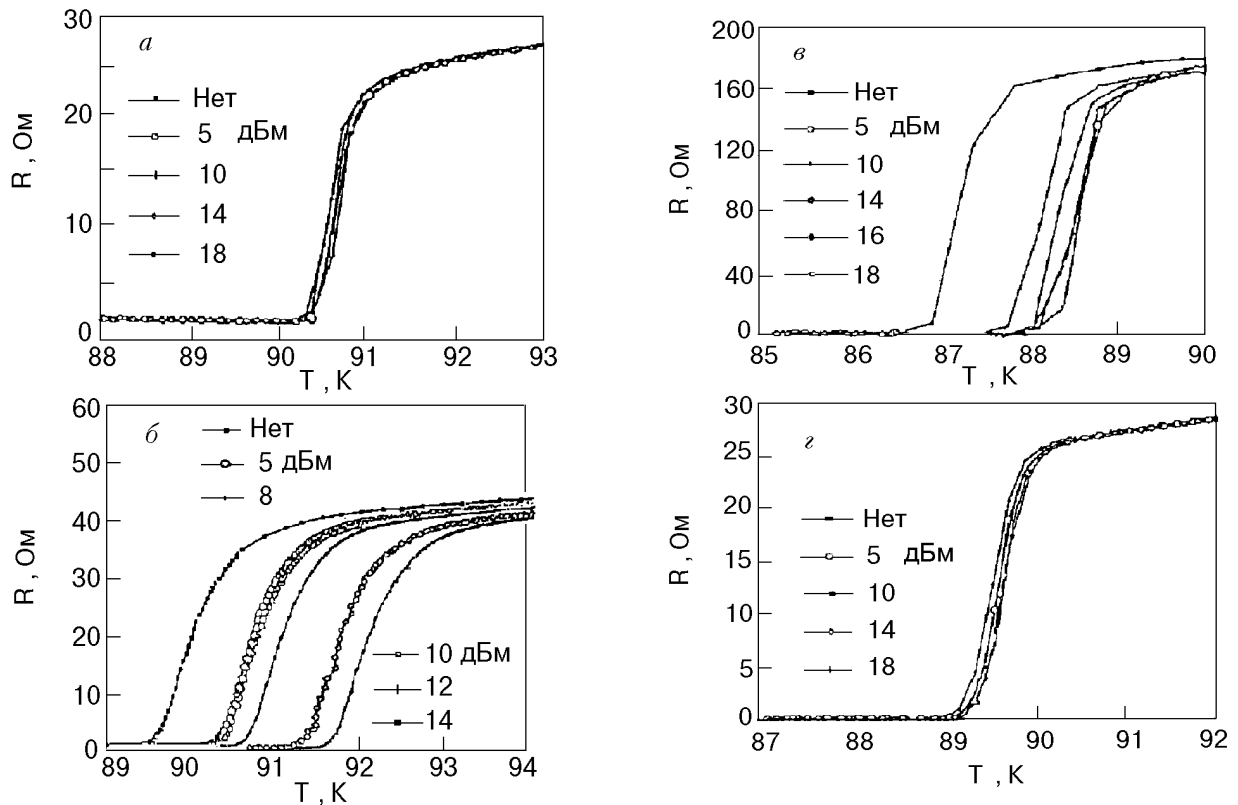 а
R , Ом
30
20
10
0
Нет
5 дБм
10
14
18
88 89 90 91 92 93
T , К
в
R , Ом
200
160
120
80
40
0
Нет
5 дБм
10
14
16
18
85 86 87 88 89 90
T , К
б
R , Ом
60
50
40
30
20
10
0
Нет
5 дБм
8
10 дБм
12
14
89 90 91 92 93 94
T , К
г
R , Ом
30
25
20
15
10
5
0
Нет
5 дБм
10
14
18
87 88 89 90 91 92
T , К